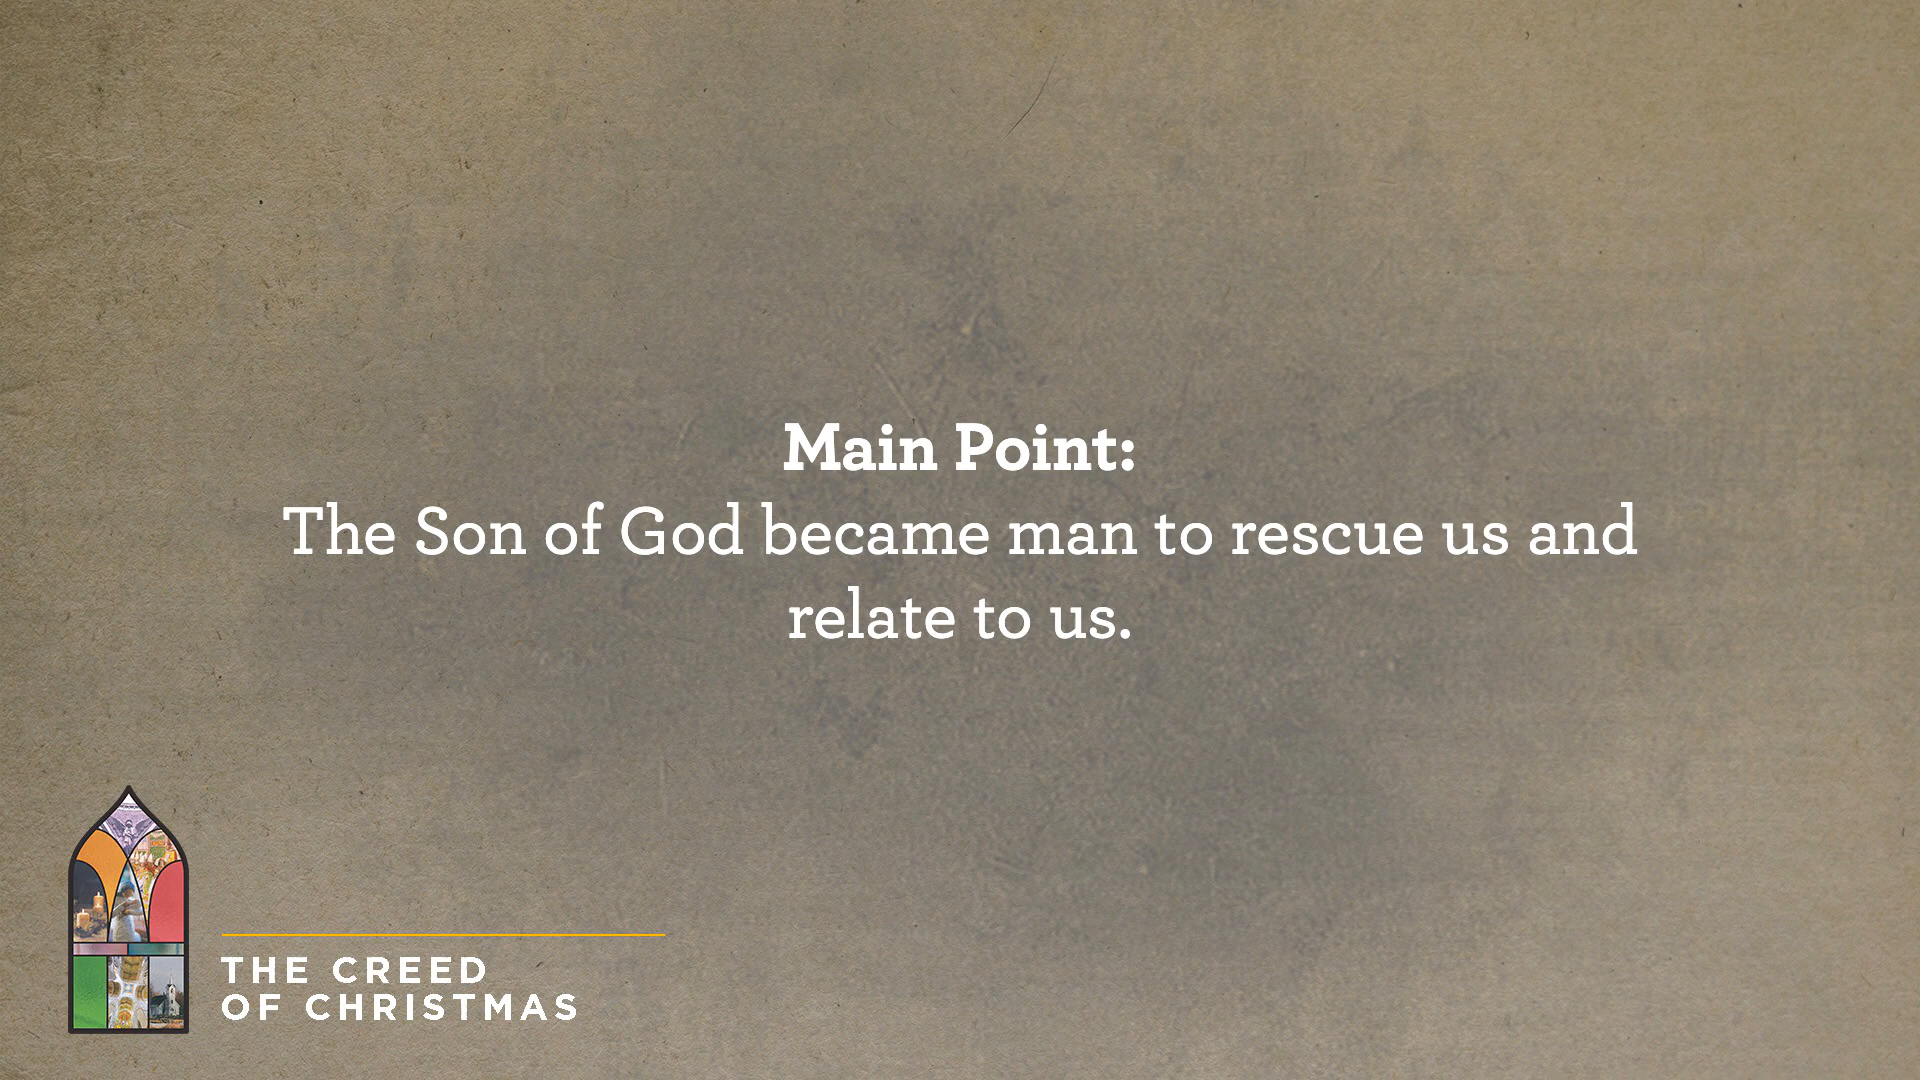 Main Point:
The Son of God became man to rescue us and
relate to us.
THE CREED
OF CHRISTMAS